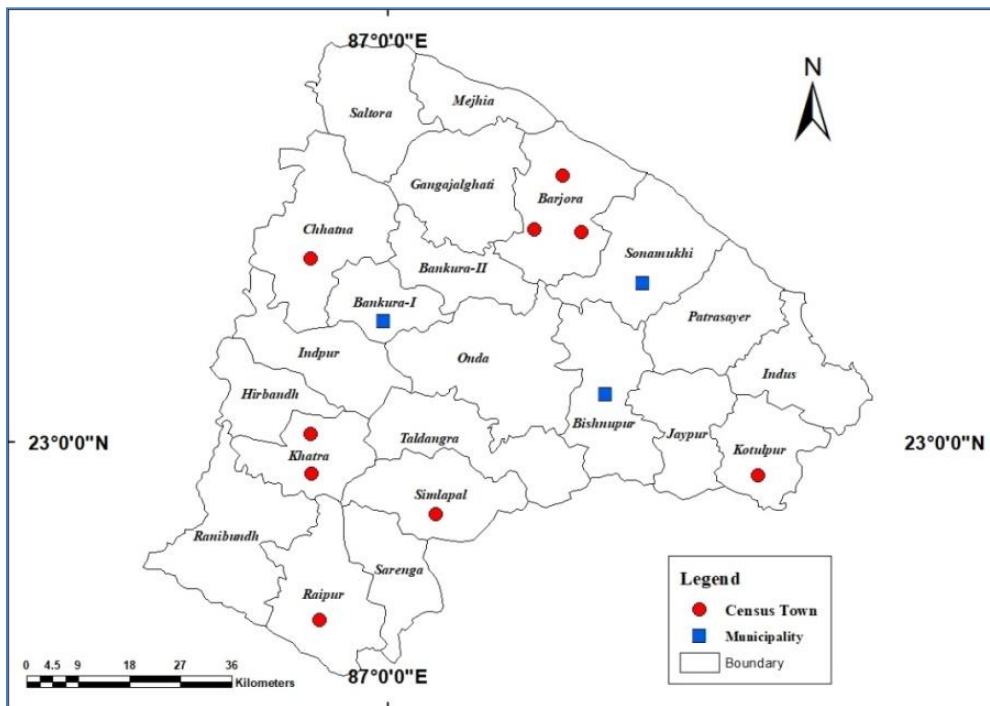 87°0'0"E
N
Mejhia
Saltora
Gangajalghati
Barjora
Chhatna
Sonamukhi
Bankura-II
Bankura-I
Patrasayer
Indpur
Onda
Indus
Hirbandh
Bishnupur
23°0'0"N
Taldangra
Jaypur
23°0'0"N
Kotulpur
Khatra
Simlapal
Ranibundh
Sarenga
Raipur
Legend
Census Town
Municipality
Boundary
0 4.5 9 18 27 36
Kilometers
87°0'0"E